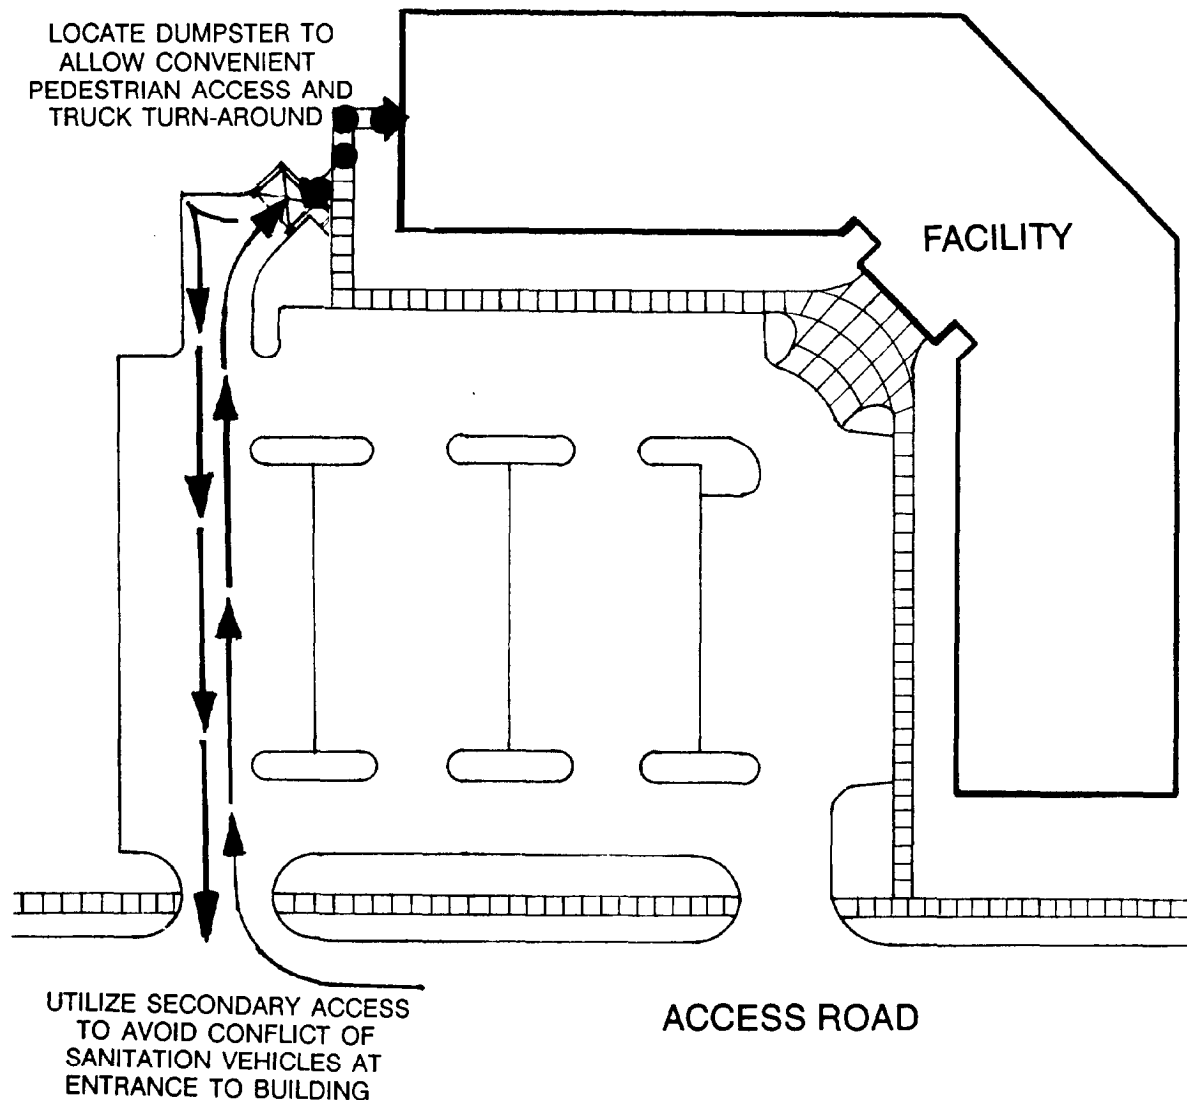 LOCATE DUMPSTER TO
ALLOW CONVENIENT
PEDESTRIAN ACCESS AND
TRUCK TURN-AROUND
FACILITY
ACCESS ROAD
UTILIZE SECONDARY ACCESS
TO AVOID CONFLICT OF
SANITATION VEHICLES AT
ENTRANCE TO BUILDING